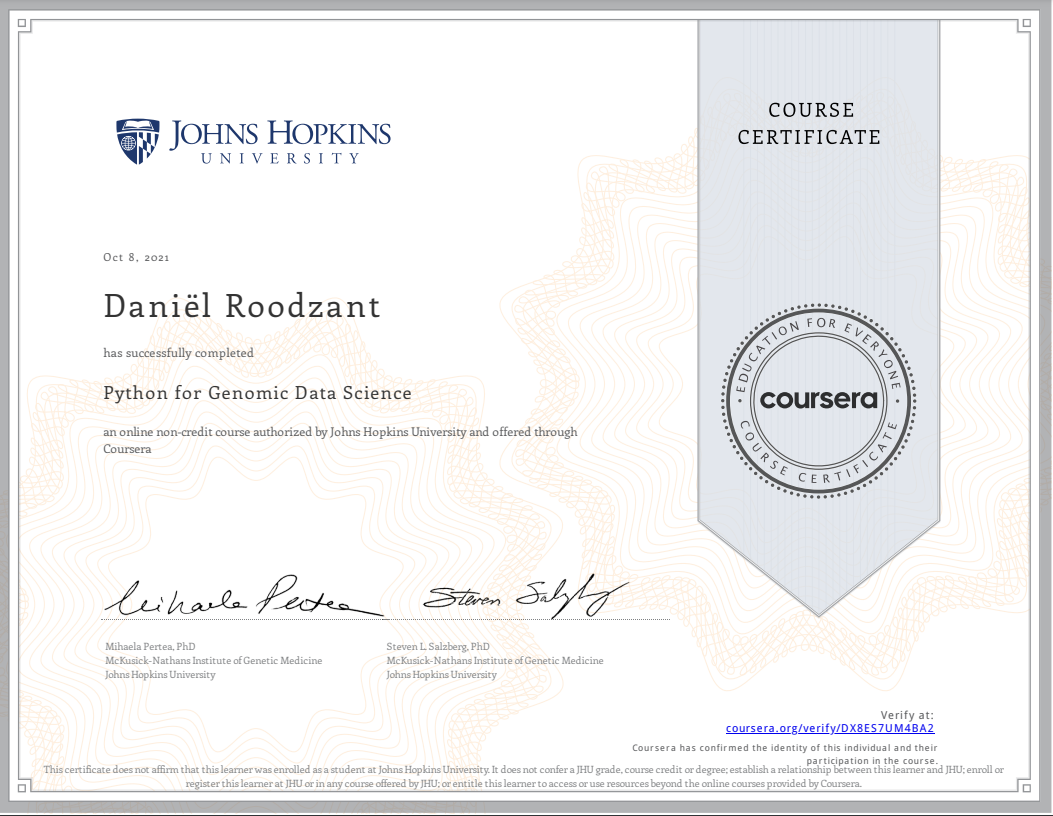 JOHNS HOPKINS
UNIVERSITY
COURSE
CERTIFICATE
Oct 8, 2021
Daniël Roodzant
has successfully completed
Python for Genomic Data Science
an online non-credit course authorized by Johns Hopkins University and offered through
Coursera
EDUCATION FOR EVERYONE
coursera
COURSE CERTIFICATE
Mihaela Pertea
Steven Salzberg
Mihaela Pertea, PhD
McKusick-Nathans Institute of Genetic Medicine
Johns Hopkins University
Steven L. Salzberg, PhD
McKusick-Nathans Institute of Genetic Medicine
Johns Hopkins University
Verify at:
coursera.org/verify/DX8ES7UM4BA2
Coursera has confirmed the identity of this individual and their
participation in the course.
This certificate does not affirm that this learner was enrolled as a student at Johns Hopkins University. It does not confer a JHU grade, course credit or degree; establish a relationship between this learner and JHU; enroll or
register this learner at JHU or in any course offered by JHU; or entitle this learner to access or use resources beyond the online courses provided by Coursera.